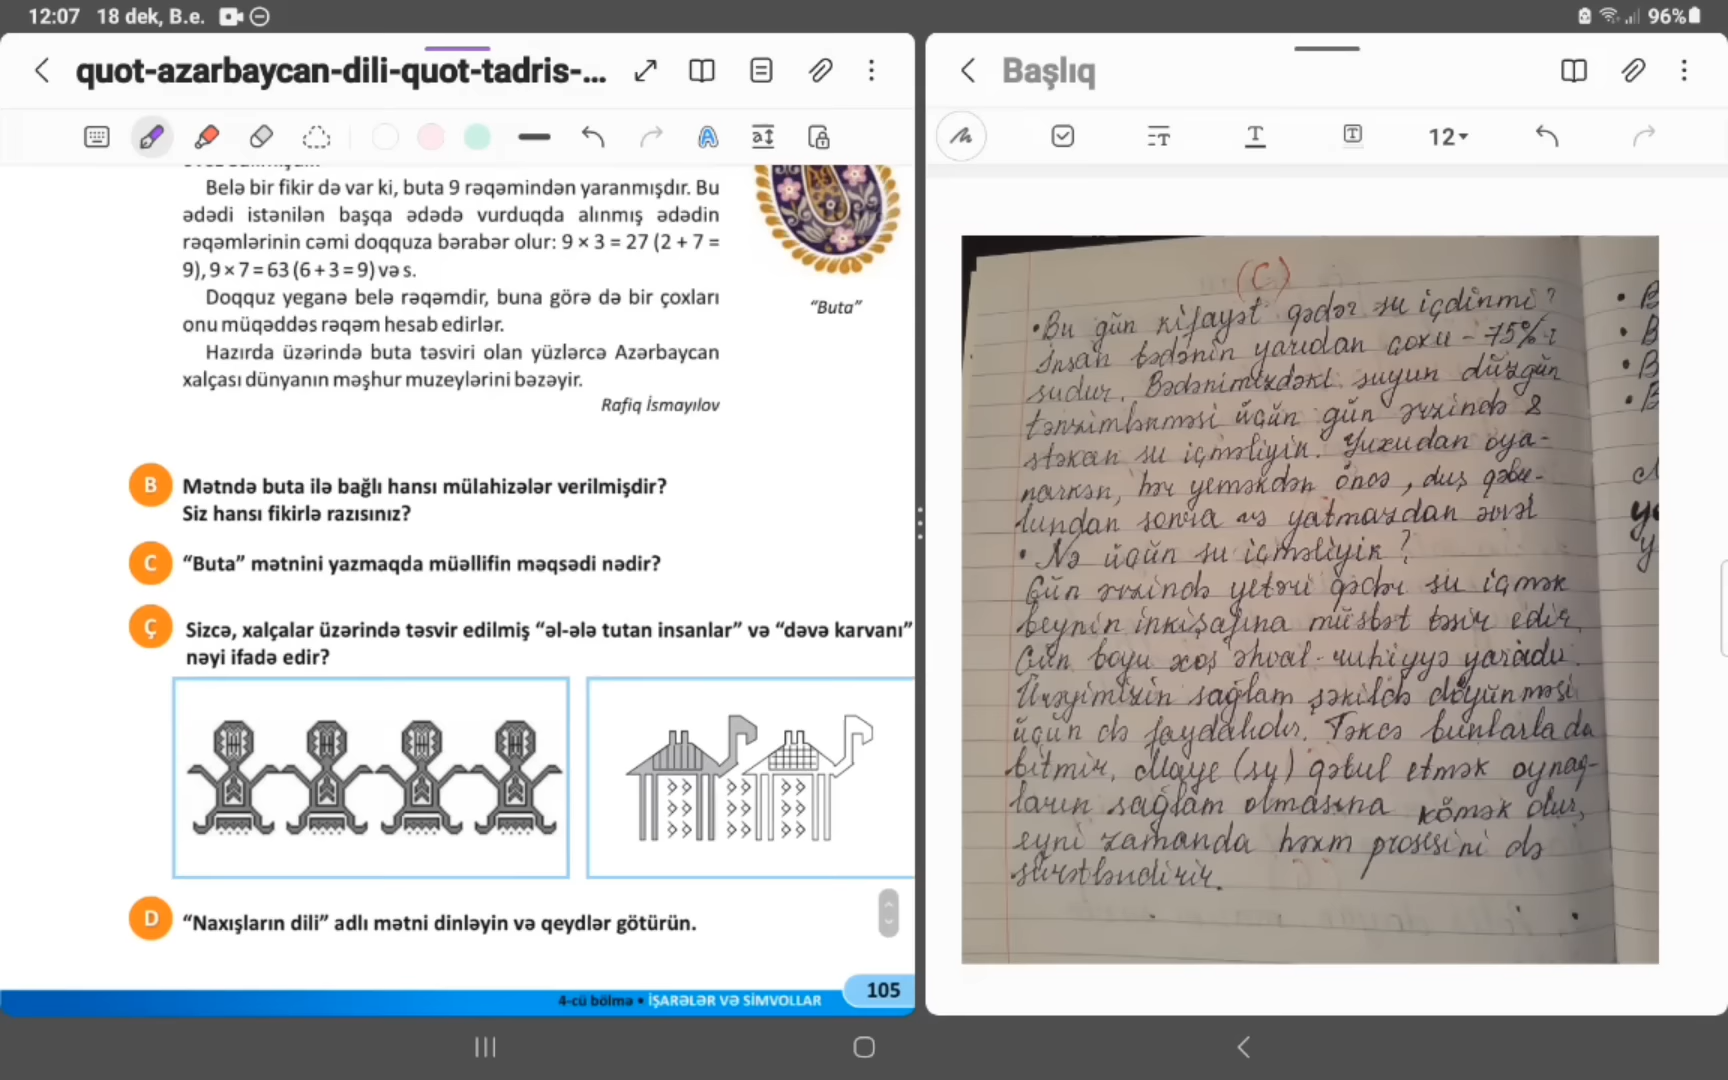 12:07 18 dek, B.e.
96%
quot-azarbaycan-dili-quot-tadris-...
Belə bir fikir də var ki, buta 9 rəqəmindən yaranmışdır. Bu
ədədi istənilən başqa ədədə vurduqda alınmış ədədin
rəqəmlərinin cəmi doqquza bərabər olur: 9 × 3 = 27 (2 + 7 =
9), 9 × 7 = 63 (6 + 3 = 9) və s.
Doqquz yeganə belə rəqəmdir, buna görə də bir çoxları
onu müqəddəs rəqəm hesab edirlər.
Hazırda üzərində buta təsviri olan yüzlərcə Azərbaycan
xalçası dünyanın məşhur muzeylərini bəzəyir.
Rafiq İsmayılov
"Buta"
B Mətndə buta ilə bağlı hansı mülahizələr verilmişdir?
Siz hansı fikirlə razısınız?
C "Buta" mətnini yazmaqda müəllifin məqsədi nədir?
Ç Sizcə, xalçalar üzərində təsvir edilmiş "əl-ələ tutan insanlar" və "dəvə karvanı"
nəyi ifadə edir?
D "Naxışların dili" adlı mətni dinləyin və qeydlər götürün.
4-cü bölmə • İŞARƏLƏR VƏ SİMVOLLAR
105
Başlıq
12
(C)
• Bu gün kifayət qədər su içdinmi?
İnsan bədənin yarıdan çoxu – 75%-i
sudur. Bədənimizdəki suyun düzgün
tənzimlənməsi üçün gün ərzində 8
stəkan su içməliyik. Yuxudan oya-
narkən, hər yeməkdən öncə, duş qəbu-
lundan sonra və yatmazdan əvvəl
• Nə üçün su içməliyik?
Gün ərzində yetəri qədər su içmək
beynin inkişafına müsbət təsir edir.
Gün boyu xoş əhval-ruhiyyə yaradır.
Ürəyimizin sağlam şəkildə döyünməsi
üçün də faydalıdır. Təkcə bunlarla da
bitmir. Maye (su) qəbul etmək oynaq-
ların sağlam olmasına kömək olur,
eyni zamanda həzm prosesini də
sürətləndirir.